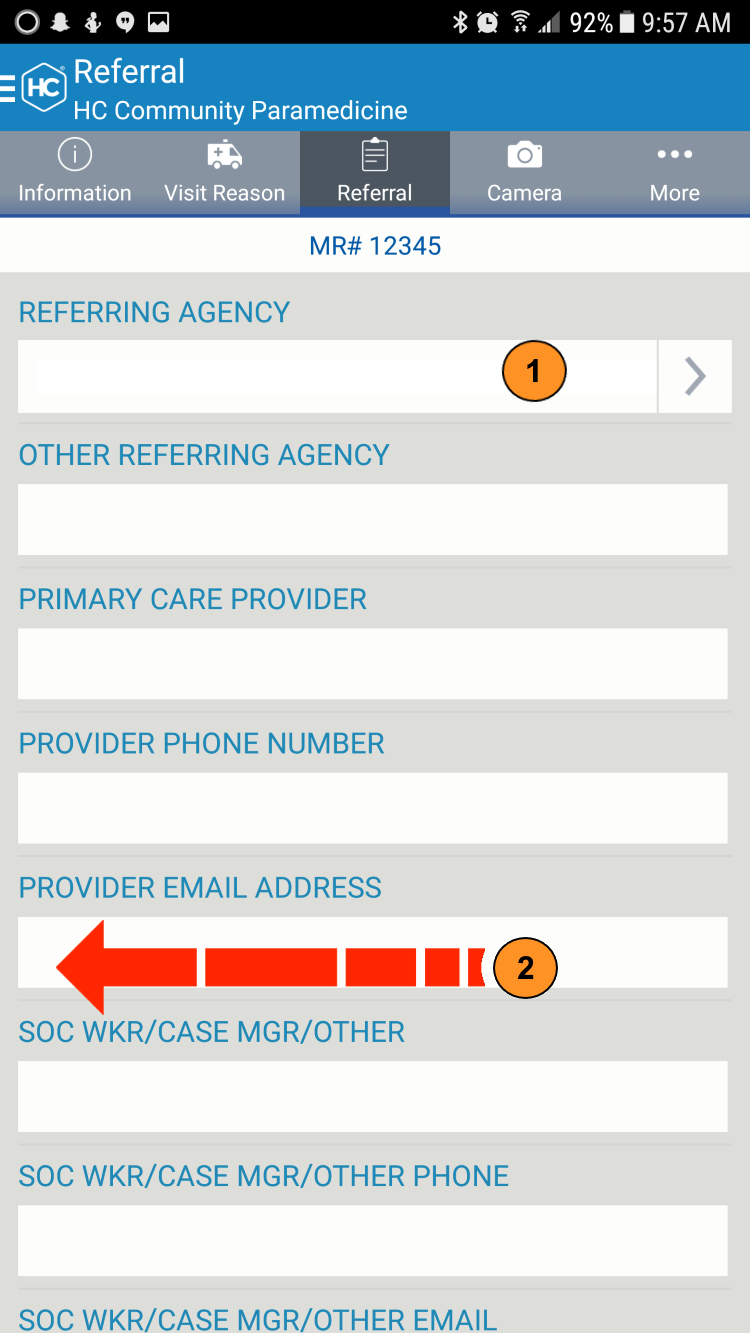 92% 9:57 AM
HC
Referral
HC Community Paramedicine
Information Visit Reason Referral Camera More
MR# 12345
REFERRING AGENCY
1
OTHER REFERRING AGENCY
PRIMARY CARE PROVIDER
PROVIDER PHONE NUMBER
PROVIDER EMAIL ADDRESS
2
SOC WKR/CASE MGR/OTHER
SOC WKR/CASE MGR/OTHER PHONE
SOC WKR/CASE MGR/OTHER EMAIL